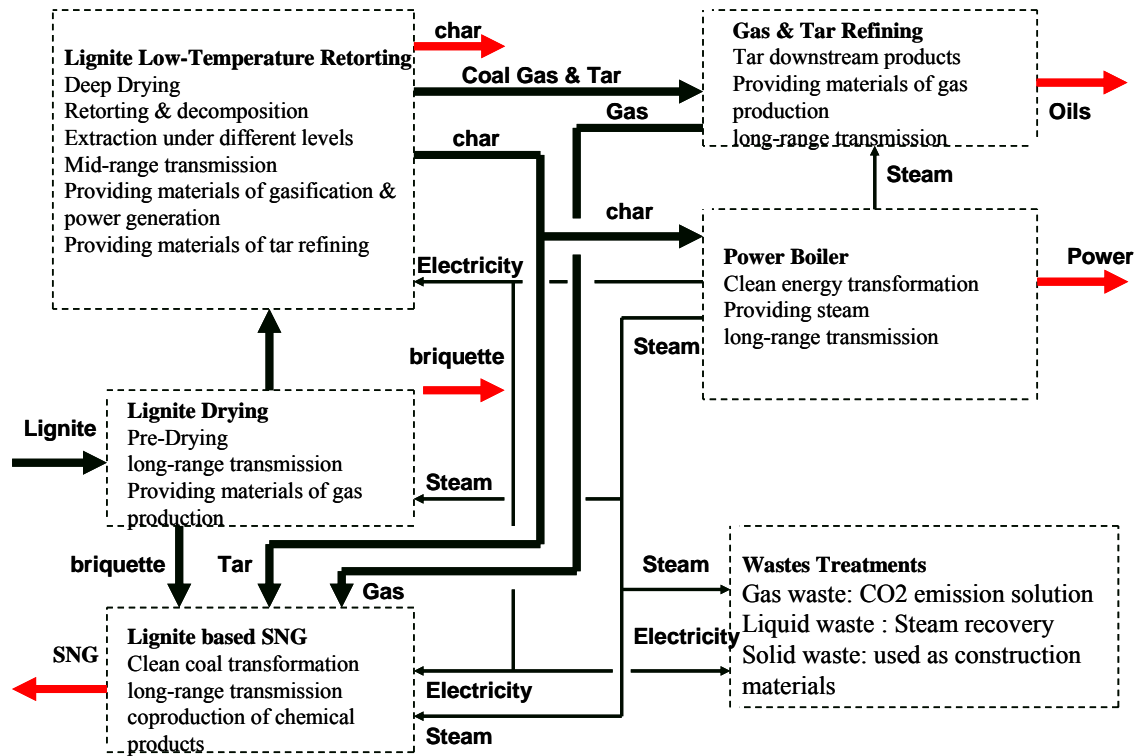 char
Lignite Low-Temperature Retorting
Deep Drying
Retorting & decomposition
Extraction under different levels
Mid-range transmission
Providing materials of gasification &
power generation
Providing materials of tar refining
Coal Gas & Tar
Gas
char
char
Gas & Tar Refining
Tar downstream products
Providing materials of gas
production
long-range transmission
Oils
Steam
Power Boiler
Clean energy transformation
Providing steam
long-range transmission
Power
Electricity
Steam
briquette
Lignite
Lignite Drying
Pre-Drying
long-range transmission
Providing materials of gas
production
Steam
briquette
Tar
Gas
SNG
Lignite based SNG
Clean coal transformation
long-range transmission
coproduction of chemical
products
Electricity
Steam
Steam
Electricity
Wastes Treatments
Gas waste: CO2 emission solution
Liquid waste : Steam recovery
Solid waste: used as construction
materials